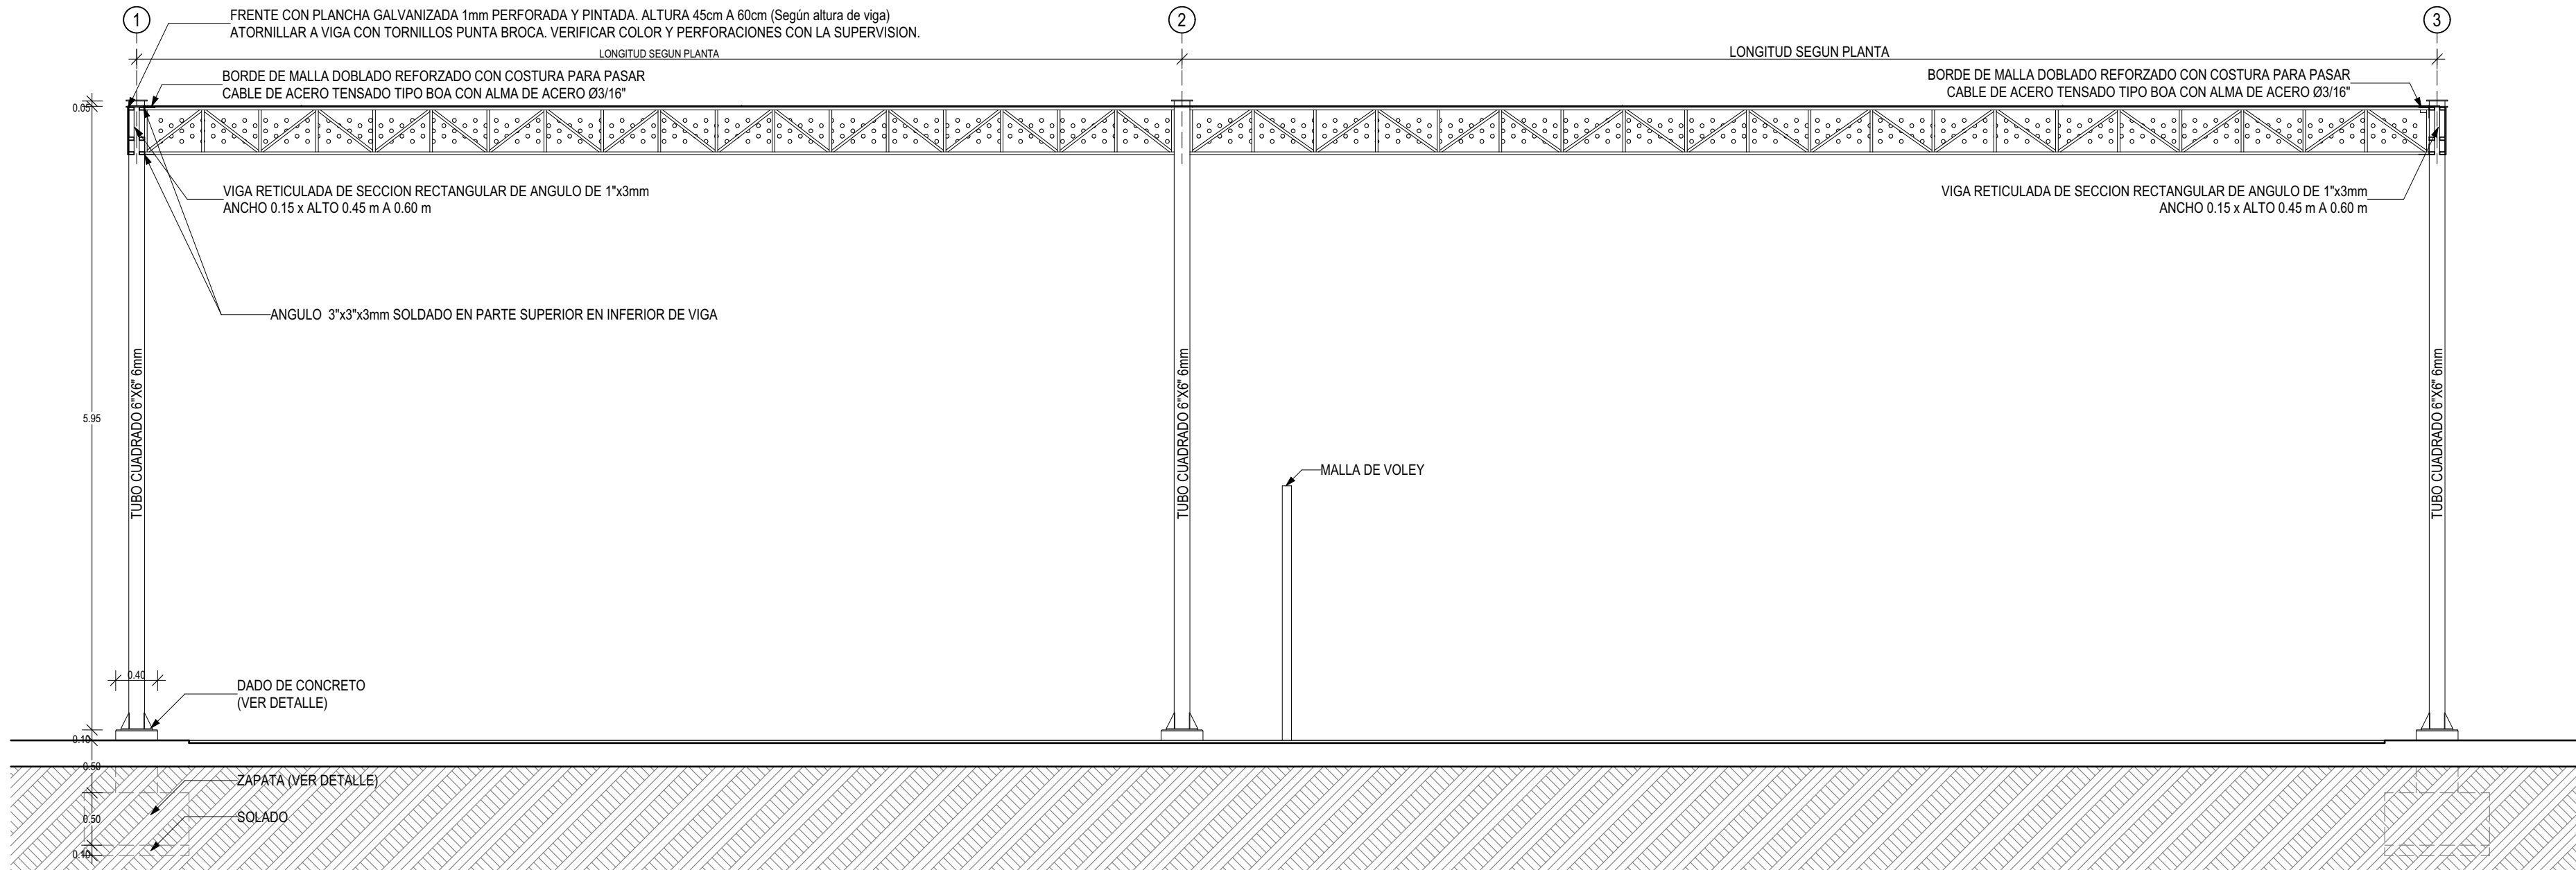 1
2
3
FRENTE CON PLANCHA GALVANIZADA 1mm PERFORADA Y PINTADA. ALTURA 45cm A 60cm (Según altura de viga)
ATORNILLAR A VIGA CON TORNILLOS PUNTA BROCA. VERIFICAR COLOR Y PERFORACIONES CON LA SUPERVISION.
LONGITUD SEGUN PLANTA
LONGITUD SEGUN PLANTA
BORDE DE MALLA DOBLADO REFORZADO CON COSTURA PARA PASAR
CABLE DE ACERO TENSADO TIPO BOA CON ALMA DE ACERO Ø3/16"
BORDE DE MALLA DOBLADO REFORZADO CON COSTURA PARA PASAR
CABLE DE ACERO TENSADO TIPO BOA CON ALMA DE ACERO Ø3/16"
0.05
VIGA RETICULADA DE SECCION RECTANGULAR DE ANGULO DE 1"x3mm
ANCHO 0.15 x ALTO 0.45 m A 0.60 m
VIGA RETICULADA DE SECCION RECTANGULAR DE ANGULO DE 1"x3mm
ANCHO 0.15 x ALTO 0.45 m A 0.60 m
ANGULO 3"x3"x3mm SOLDADO EN PARTE SUPERIOR EN INFERIOR DE VIGA
TUBO CUADRADO 6"X6" 6mm
TUBO CUADRADO 6"X6" 6mm
TUBO CUADRADO 6"X6" 6mm
5.95
MALLA DE VOLEY
0.40
DADO DE CONCRETO
(VER DETALLE)
0.10
0.50
ZAPATA (VER DETALLE)
0.50
SOLADO
0.10